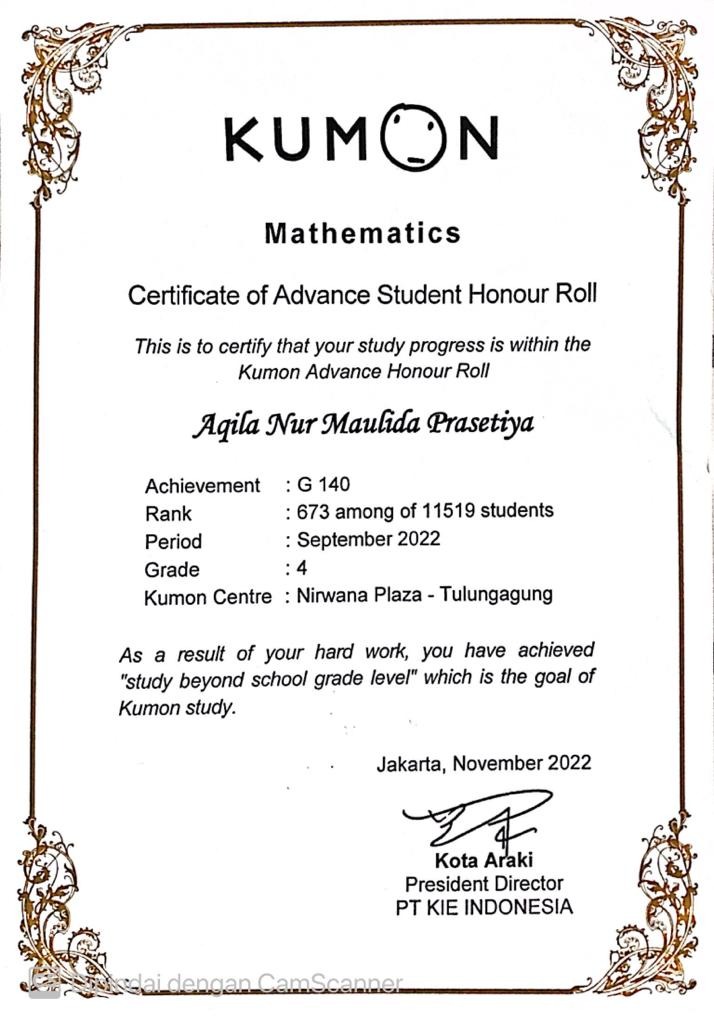 KUMON
Mathematics
Certificate of Advance Student Honour Roll
This is to certify that your study progress is within the
Kumon Advance Honour Roll
Aqila Nur Maulida Prasetiya
Achievement : G 140
Rank : 673 among of 11519 students
Period : September 2022
Grade : 4
Kumon Centre : Nirwana Plaza - Tulungagung
As a result of your hard work, you have achieved
"study beyond school grade level" which is the goal of
Kumon study.
Jakarta, November 2022
Kota Araki
President Director
PT KIE INDONESIA
Dipindai dengan CamScanner